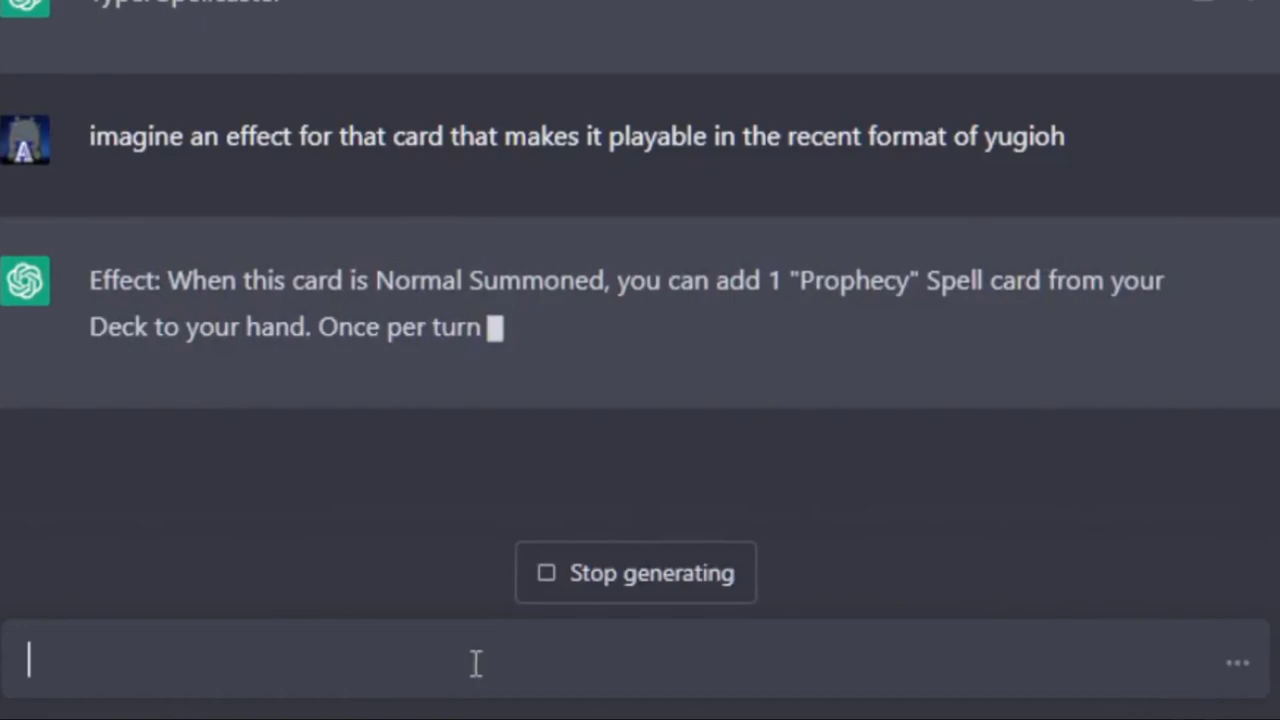 imagine an effect for that card that makes it playable in the recent format of yugioh
A
Effect: When this card is Normal Summoned, you can add 1 "Prophecy" Spell card from your
Deck to your hand. Once per turn
Stop generating